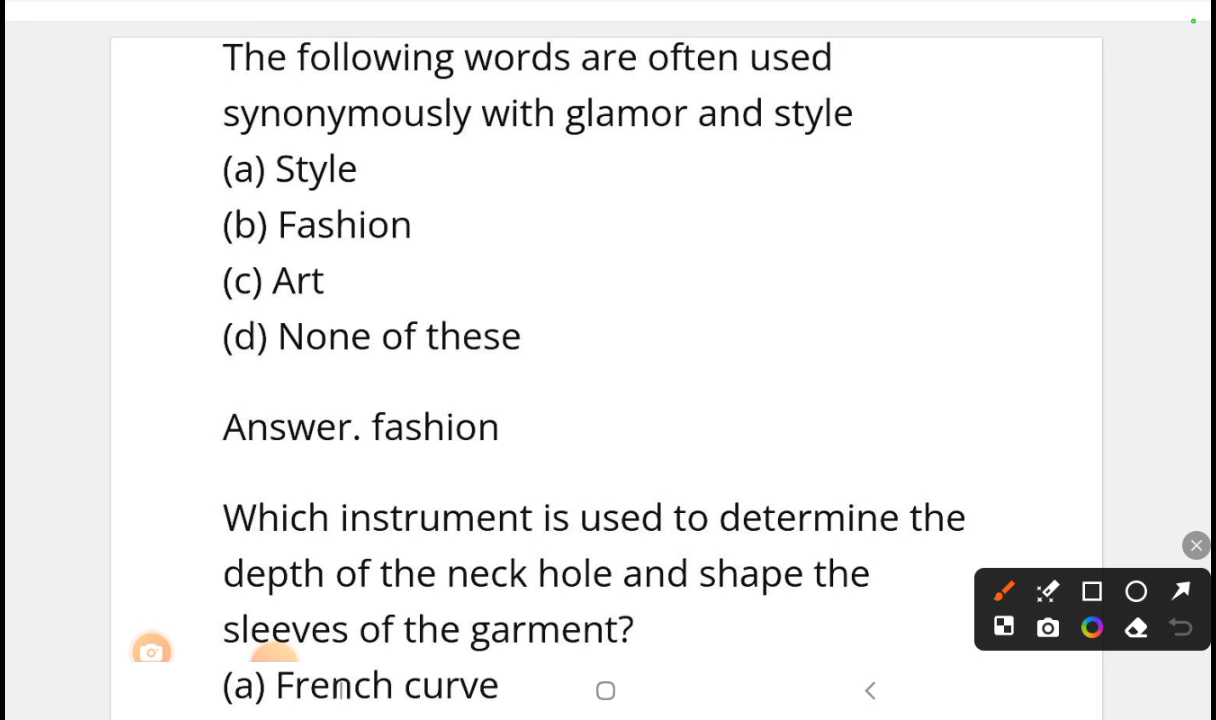 The following words are often used
synonymously with glamor and style
(a) Style
(b) Fashion
(c) Art
(d) None of these
Answer. fashion
Which instrument is used to determine the
depth of the neck hole and shape the
sleeves of the garment?
(a) French curve